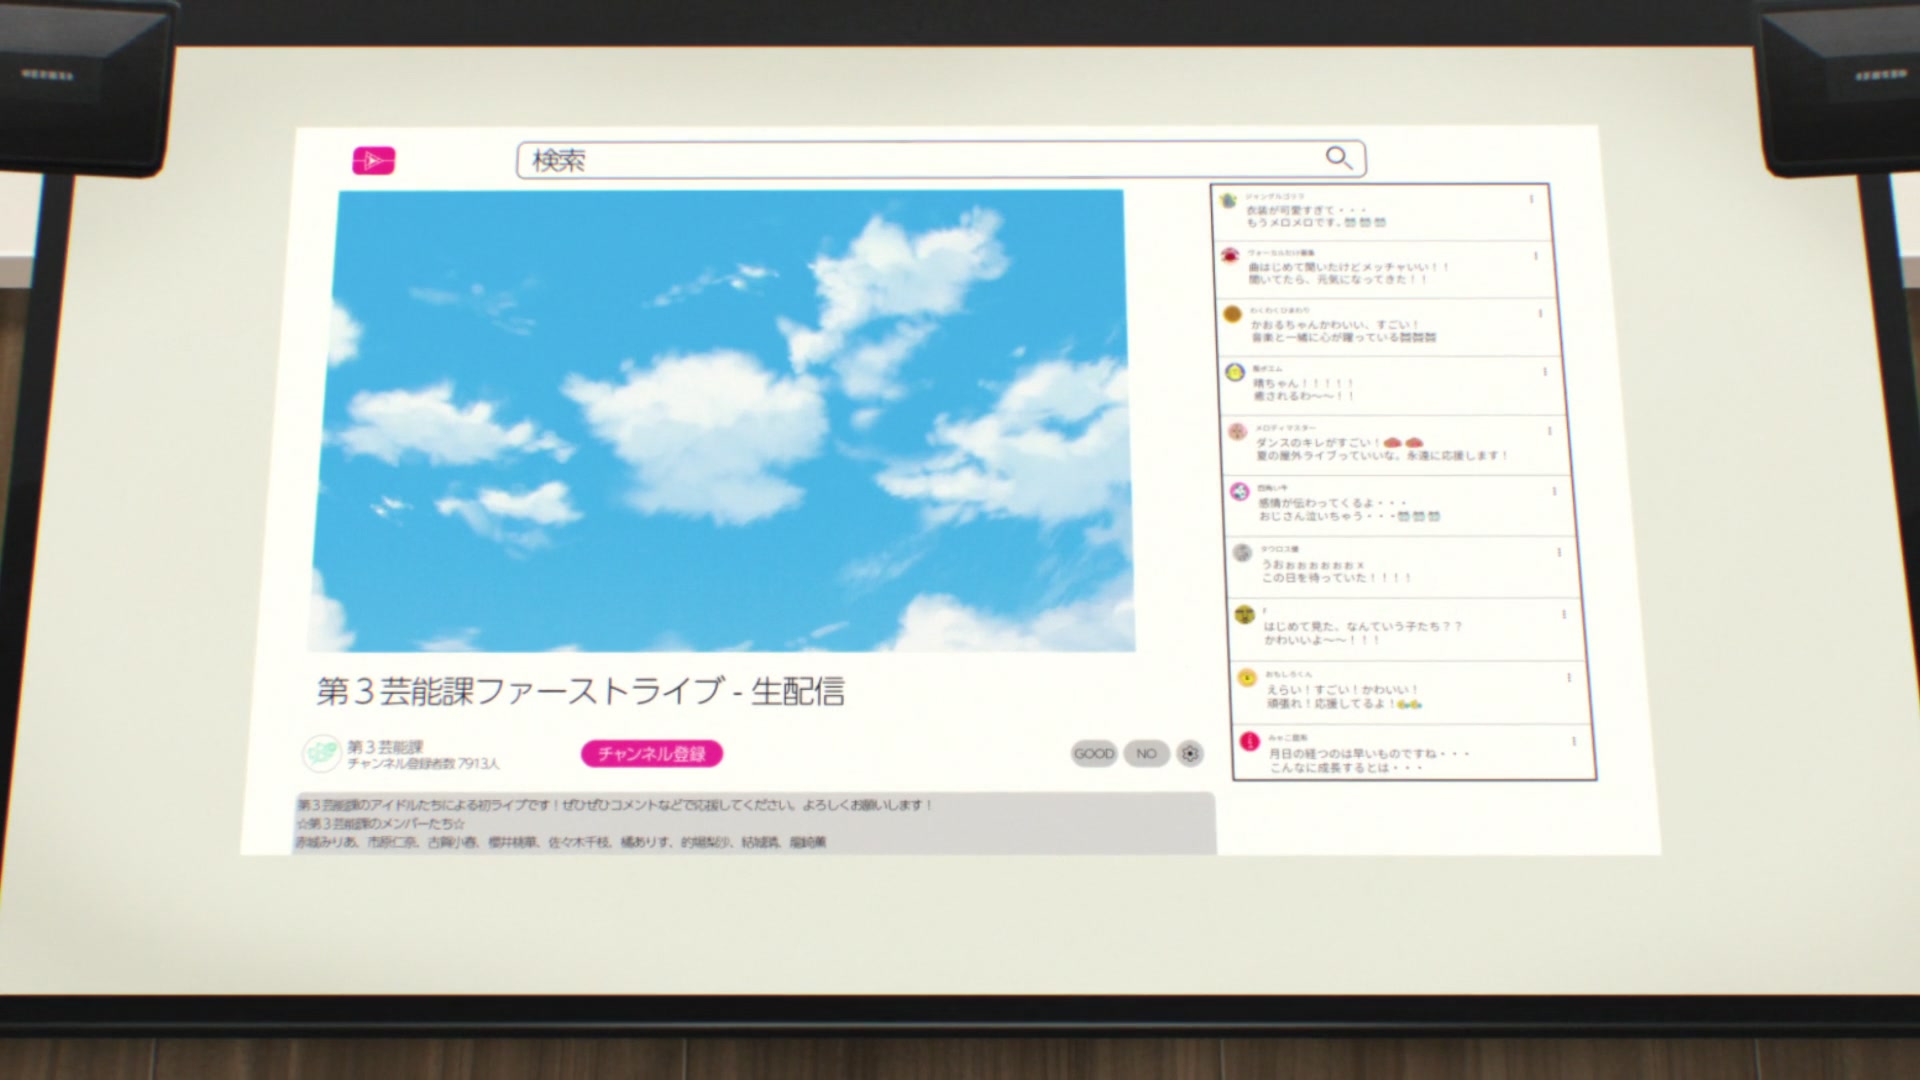 検索
第３芸能課ファーストライブ - 生配信
第３芸能課
チャンネル登録者数 7913人
チャンネル登録
GOOD
NO
第３芸能課のアイドルたちによる初ライブです！ぜひぜひコメントなどで応援してください。よろしくお願いします！
☆第３芸能課のメンバーたち☆
赤城みりあ、市原仁奈、古賀小春、櫻井桃華、佐々木千枝、橘ありす、的場梨沙、結城晴、龍崎薫
ジャングルゴリラ
衣装が可愛すぎて・・・
もうメロメロです。
曲はじめて聞いたけどメッチャいい！！
聞いてたら、元気になってきた！！
わくわくひまわり
かおるちゃんかわいい、すごい！
音楽と一緒に心が躍っている
晴ちゃん！！！！！
癒されるわ〜〜！！
メロディマスター
ダンスのキレがすごい！
夏の屋外ライブっていいな。永遠に応援します！
感情が伝わってくるよ・・・
おじさん泣いちゃう・・・
うおぉぉぉぉぉぉx
この日を待っていた！！！！
F
はじめて見た、なんていう子たち？？
かわいいよ〜〜！！！
おもしろくん
えらい！すごい！かわいい！
頑張れ！応援してるよ！
月日の経つのは早いものですね・・・
こんなに成長するとは・・・